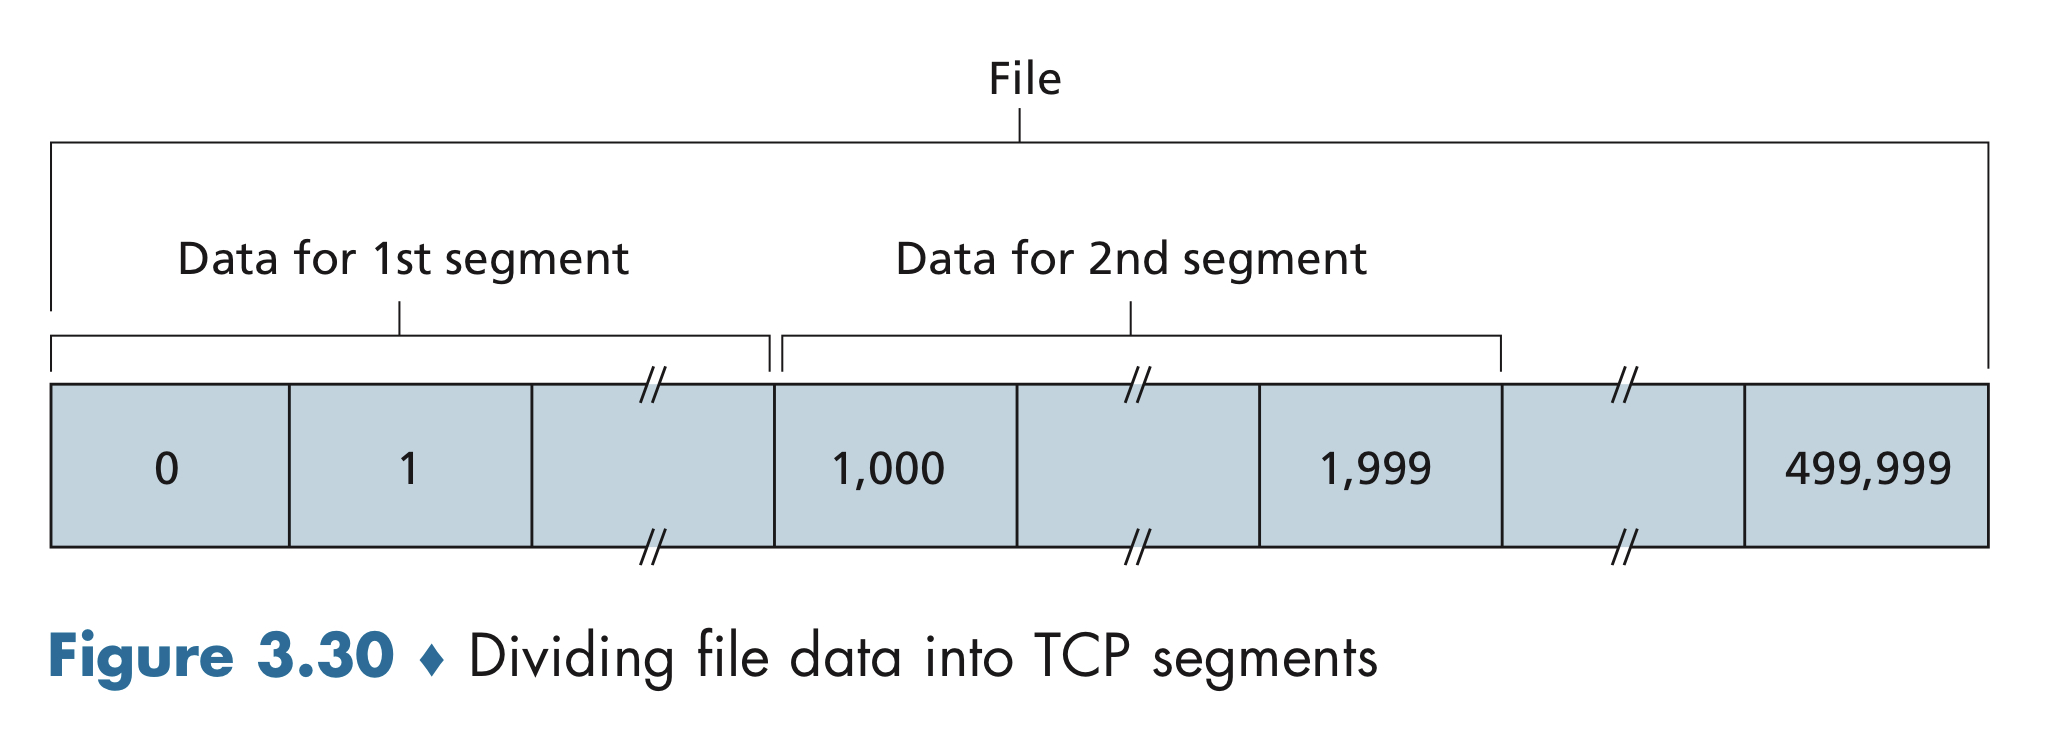 File
Data for 1st segment
Data for 2nd segment
0
1
1,000
1,999
499,999
Figure 3.30 ♦ Dividing file data into TCP segments